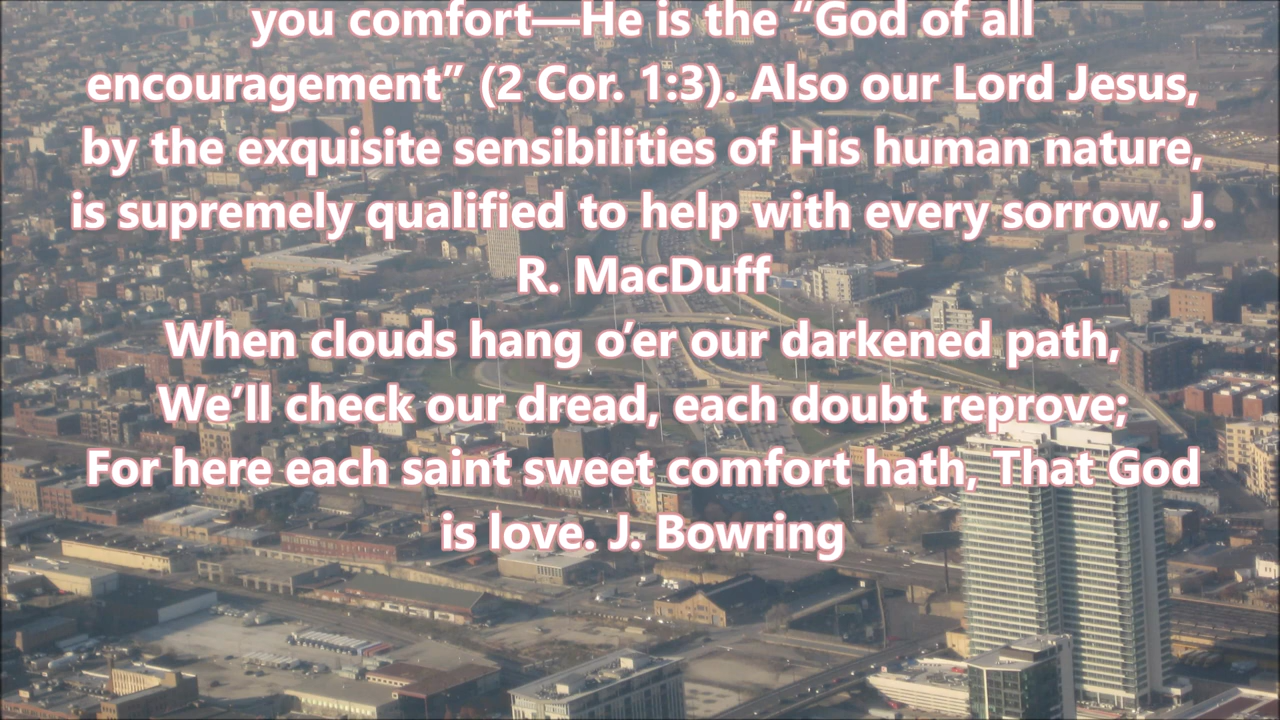 you comfort—He is the “God of all
encouragement” (2 Cor. 1:3). Also our Lord Jesus,
by the exquisite sensibilities of His human nature,
is supremely qualified to help with every sorrow. J.
R. MacDuff
When clouds hang o’er our darkened path,
We’ll check our dread, each doubt reprove;
For here each saint sweet comfort hath, That God
is love. J. Bowring